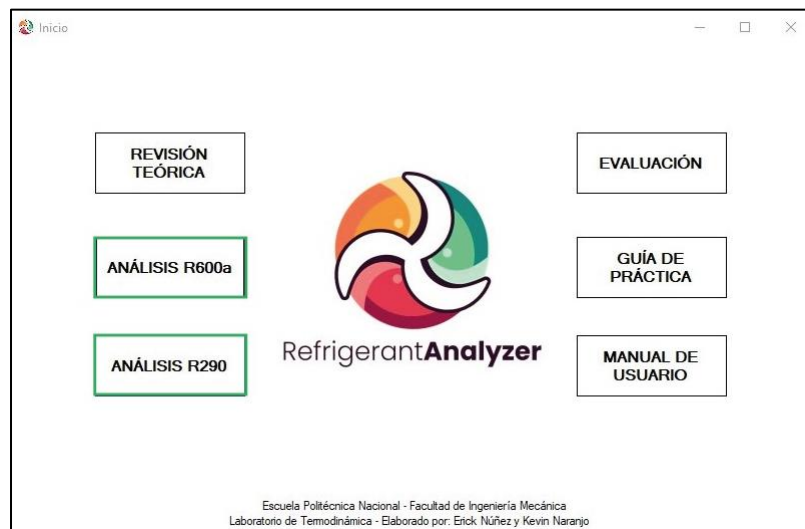 Inicio
REVISIÓN
TEÓRICA
ANÁLISIS R600a
ANÁLISIS R290
RefrigerantAnalyzer
EVALUACIÓN
GUÍA DE
PRÁCTICA
MANUAL DE
USUARIO
Escuela Politécnica Nacional - Facultad de Ingeniería Mecánica
Laboratorio de Termodinámica - Elaborado por: Erick Núñez y Kevin Naranjo